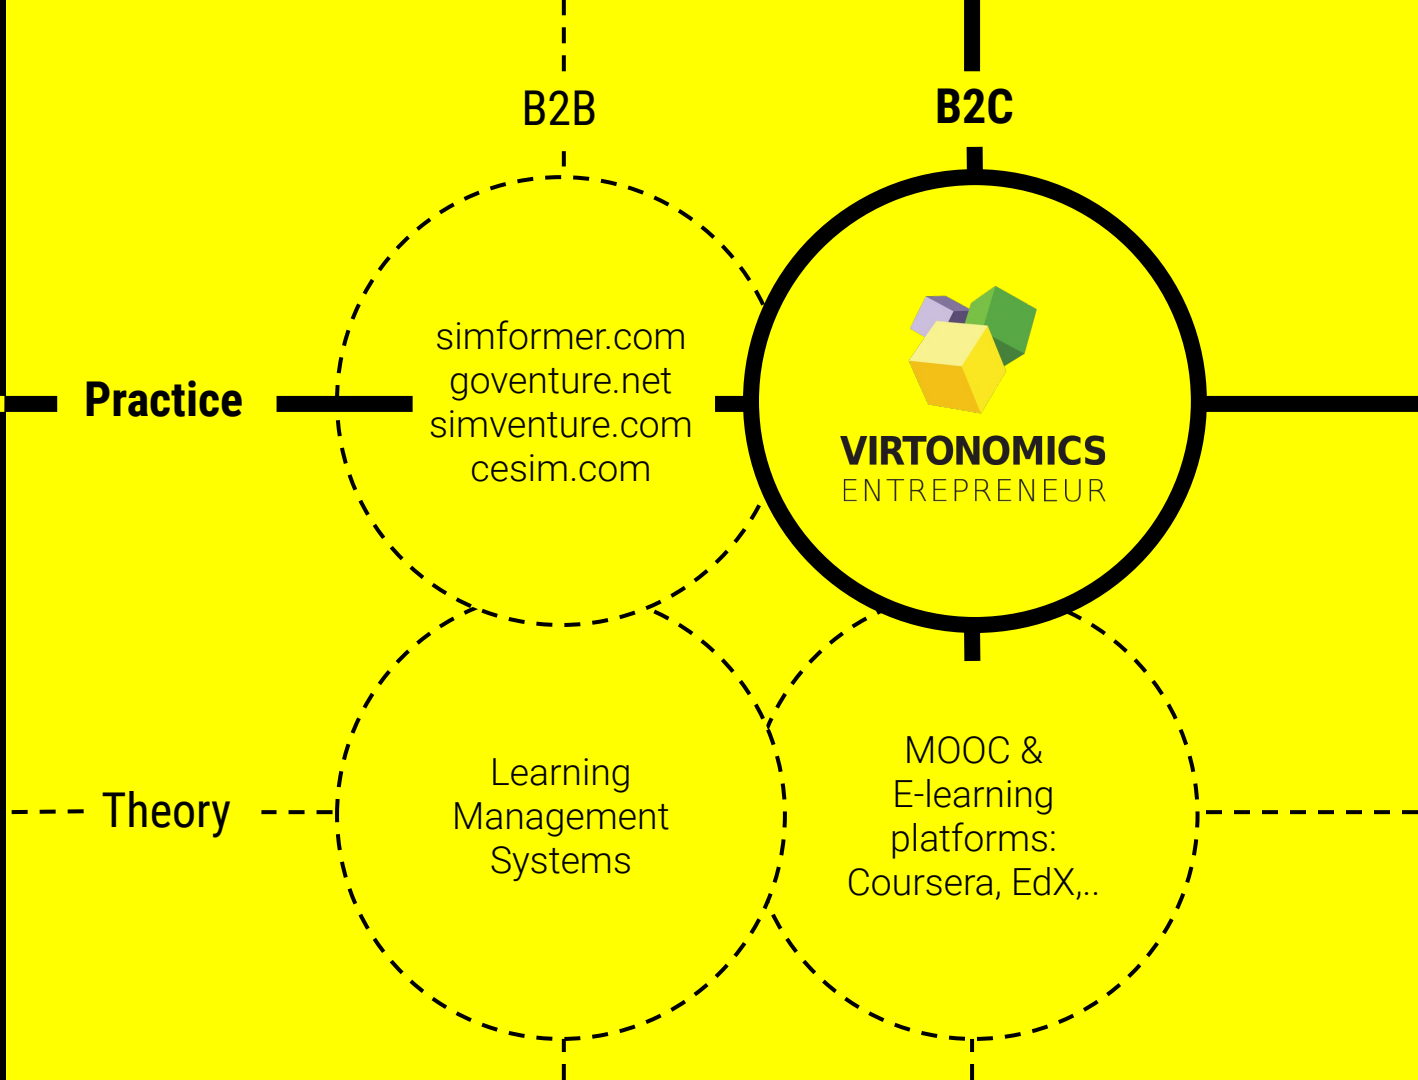 B2B
B2C
Practice
simformer.com
goventure.net
simventure.com
cesim.com
VIRTONOMICS
ENTREPRENEUR
Theory
Learning
Management
Systems
MOOC &
E-learning
platforms:
Coursera, EdX,..